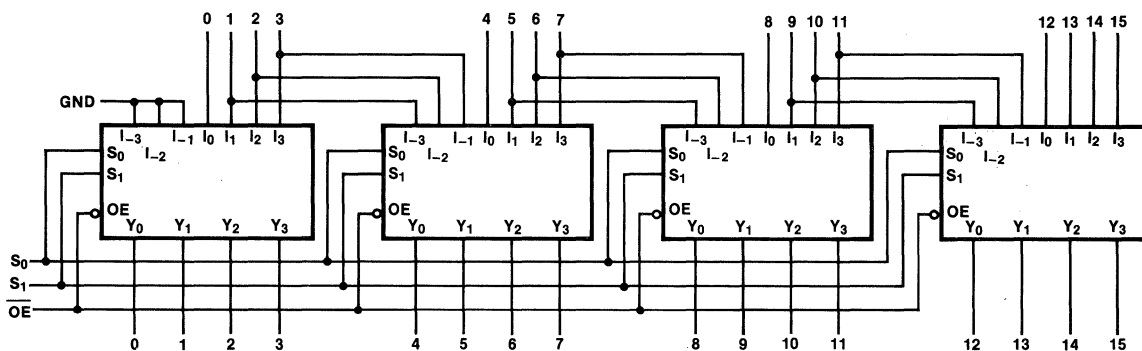 0 1 2 3 4 5 6 7 8 9 10 11 12 13 14 15
GND
I₋₃ I₋₁ I₀ I₁ I₂ I₃ I₋₃ I₋₁ I₀ I₁ I₂ I₃ I₋₃ I₋₁ I₀ I₁ I₂ I₃ I₋₃ I₋₁ I₀ I₁ I₂ I₃
S₀ I₋₂ S₀ I₋₂ S₀ I₋₂ S₀ I₋₂
S₁ S₁ S₁ S₁
OE OE OE OE
Y₀ Y₁ Y₂ Y₃ Y₀ Y₁ Y₂ Y₃ Y₀ Y₁ Y₂ Y₃ Y₀ Y₁ Y₂ Y₃
S₀
S₁
O̅E̅
0 1 2 3 4 5 6 7 8 9 10 11 12 13 14 15